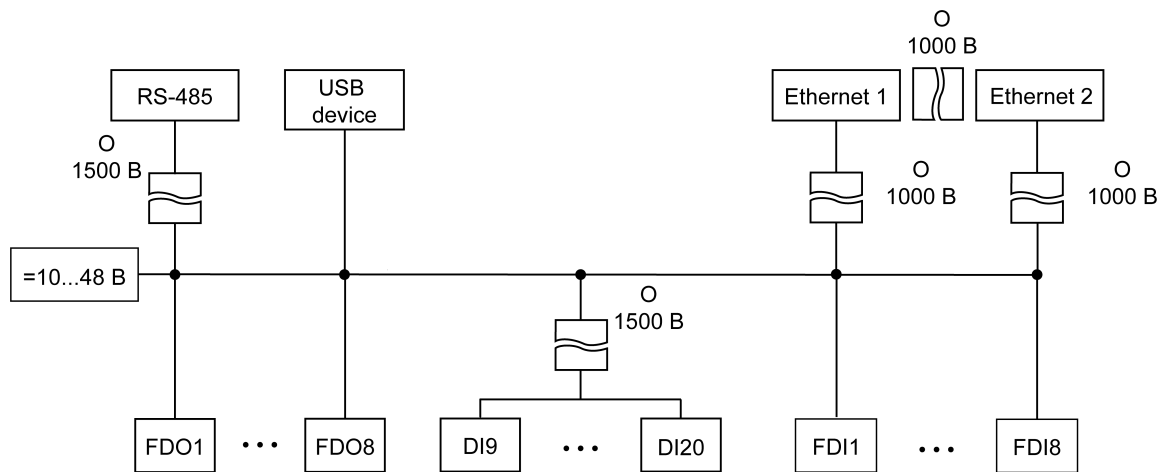 О
1000 В
RS-485
USB
device
Ethernet 1
Ethernet 2
О
1500 В
О
1000 В
О
1000 В
=10...48 В
О
1500 В
FDO1
...
FDO8
DI9
...
DI20
FDI1
...
FDI8